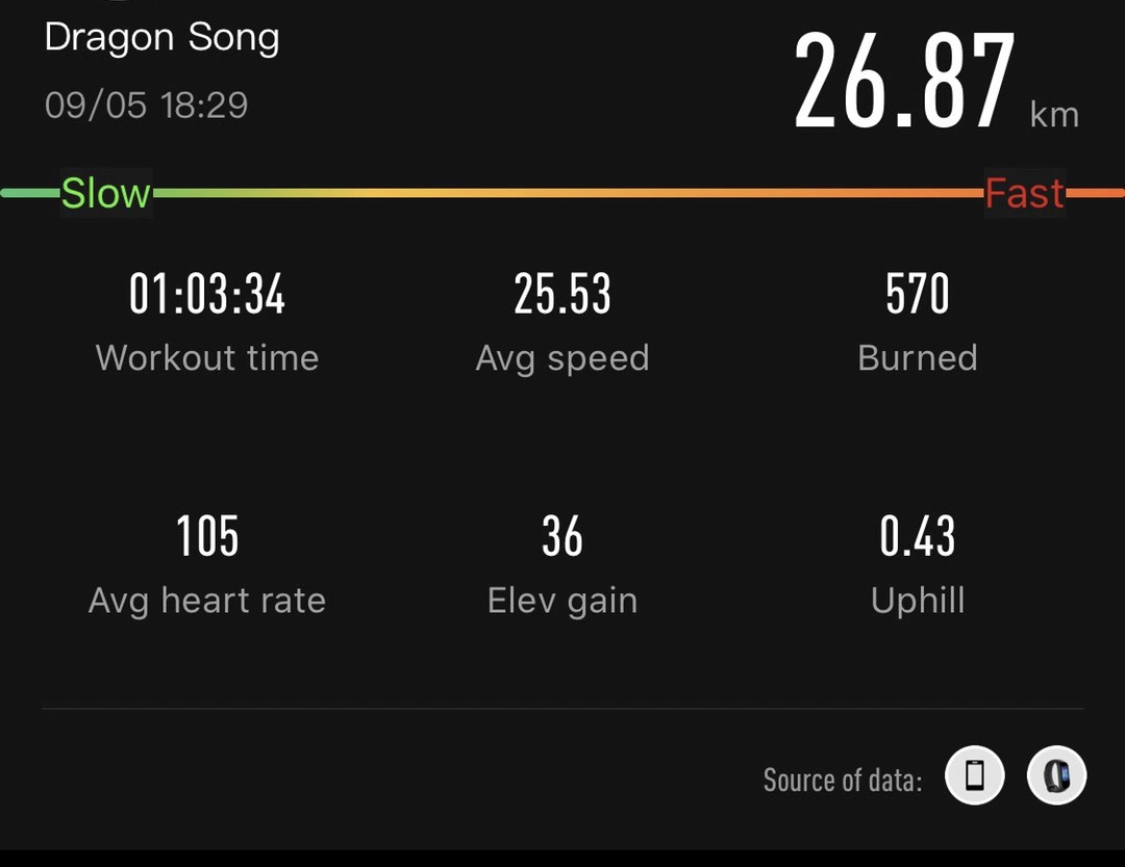 Dragon Song
09/05 18:29
26.87 km
Slow
Fast
01:03:34
Workout time
25.53
Avg speed
570
Burned
105
Avg heart rate
36
Elev gain
0.43
Uphill
Source of data: